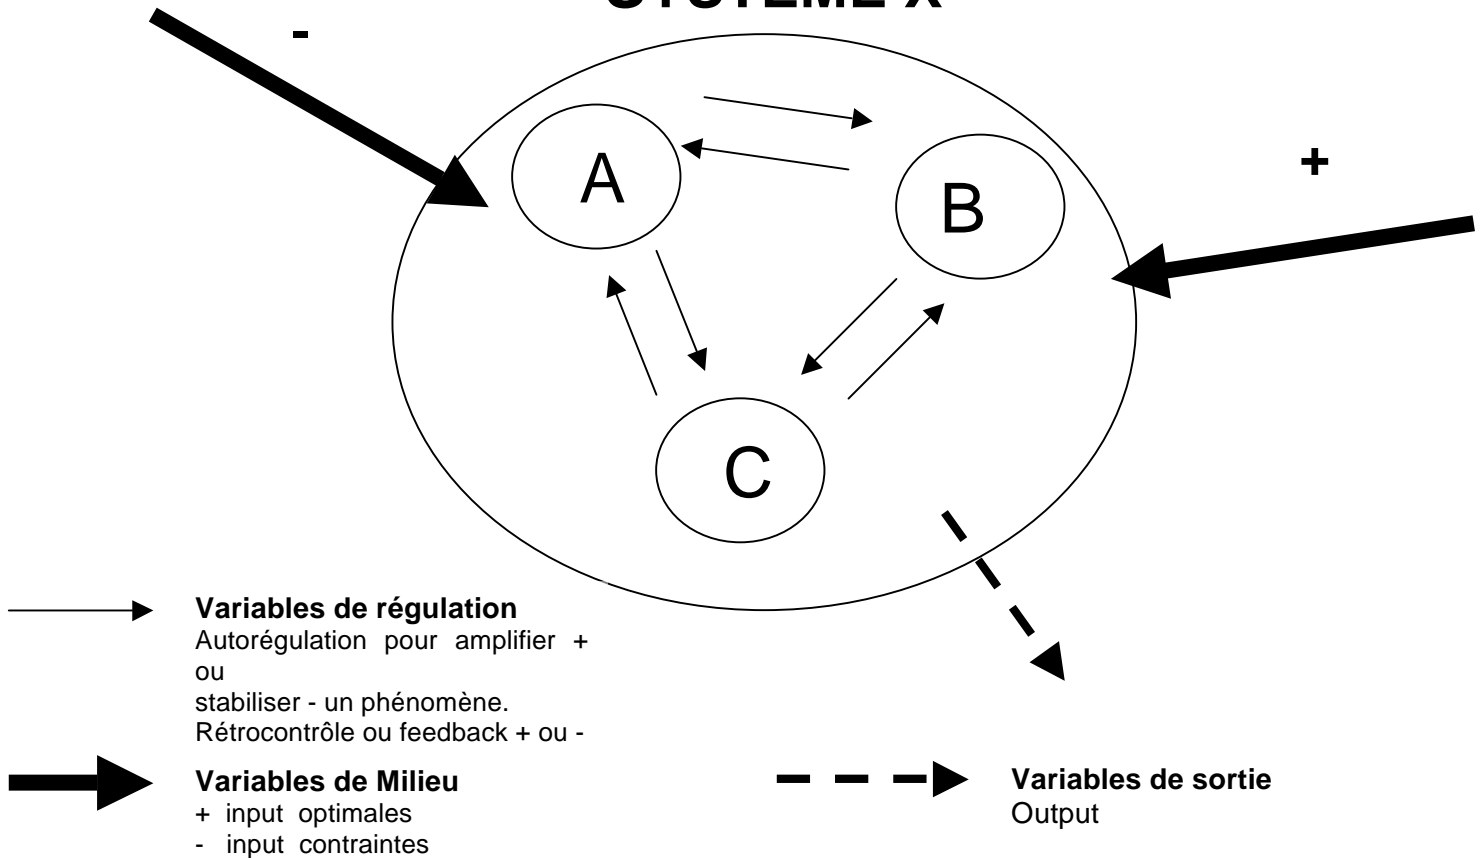 SYSTÈME X
-
+
A
B
C
Variables de régulation
Autorégulation pour amplifier +
ou
stabiliser - un phénomène.
Rétrocontrôle ou feedback + ou -
Variables de Milieu
+ input optimales
- input contraintes
Variables de sortie
Output